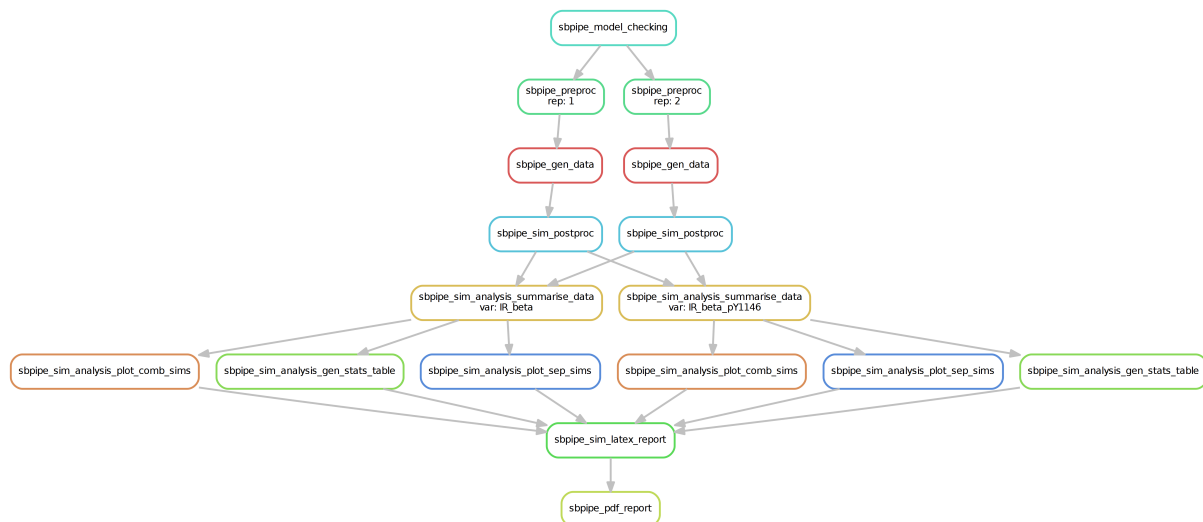 sbpipe_model_checking
sbpipe_preproc
rep: 1
sbpipe_preproc
rep: 2
sbpipe_gen_data
sbpipe_gen_data
sbpipe_sim_postproc
sbpipe_sim_postproc
sbpipe_sim_analysis_summarise_data
var: IR_beta
sbpipe_sim_analysis_summarise_data
var: IR_beta_pY1146
sbpipe_sim_analysis_plot_comb_sims
sbpipe_sim_analysis_gen_stats_table
sbpipe_sim_analysis_plot_sep_sims
sbpipe_sim_analysis_plot_comb_sims
sbpipe_sim_analysis_plot_sep_sims
sbpipe_sim_analysis_gen_stats_table
sbpipe_sim_latex_report
sbpipe_pdf_report